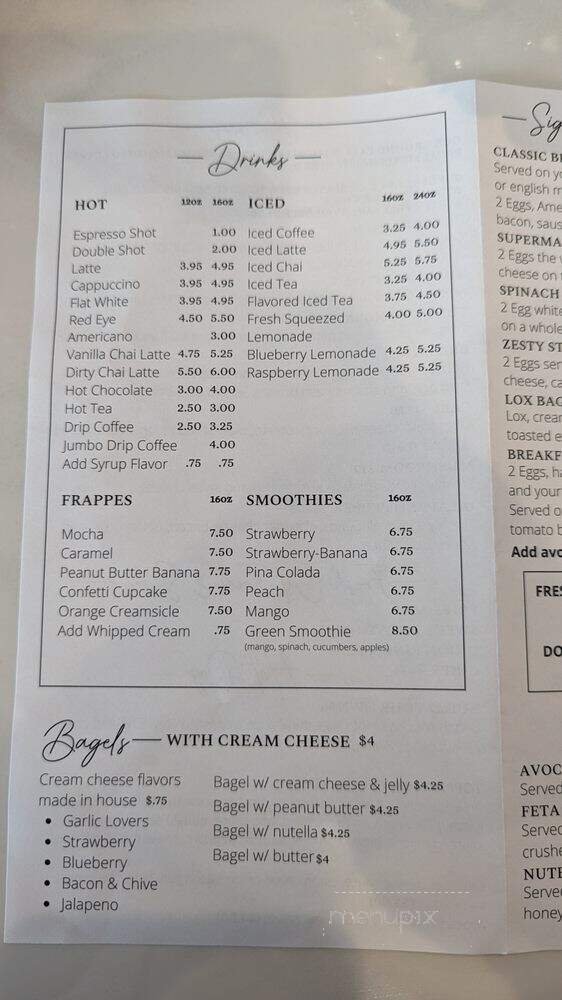 Drinks
HOT 12oz 16oz
Espresso Shot 1.00
Double Shot 2.00
Latte 3.95 4.95
Cappuccino 3.95 4.95
Flat White 3.95 4.95
Red Eye 4.50 5.50
Americano 3.00
Vanilla Chai Latte 4.75 5.25
Dirty Chai Latte 5.50 6.00
Hot Chocolate 3.00 4.00
Hot Tea 2.50 3.00
Drip Coffee 2.50 3.25
Jumbo Drip Coffee 4.00
Add Syrup Flavor .75 .75
ICED 16oz 24oz
Iced Coffee 3.25 4.00
Iced Latte 4.95 5.50
Iced Chai 5.25 5.75
Iced Tea 3.25 4.00
Flavored Iced Tea 3.75 4.50
Fresh Squeezed 4.00 5.00
Lemonade
Blueberry Lemonade 4.25 5.25
Raspberry Lemonade 4.25 5.25
FRAPPES 16oz
Mocha 7.50
Caramel 7.50
Peanut Butter Banana 7.75
Confetti Cupcake 7.75
Orange Creamsicle 7.50
Add Whipped Cream .75
SMOOTHIES 16oz
Strawberry 6.75
Strawberry-Banana 6.75
Pina Colada 6.75
Peach 6.75
Mango 6.75
Green Smoothie 8.50
(mango, spinach, cucumbers, apples)
Bagels WITH CREAM CHEESE $4
Cream cheese flavors
made in house $.75
• Garlic Lovers
• Strawberry
• Blueberry
• Bacon & Chive
• Jalapeno
Bagel w/ cream cheese & jelly $4.25
Bagel w/ peanut butter $4.25
Bagel w/ nutella $4.25
Bagel w/ butter $4
Sig
CLASSIC B
Served on y
or english m
2 Eggs, Ame
bacon, saus
SUPERMA
2 Eggs the
cheese on
SPINACH
2 Egg white
on a whole
ZESTY ST
2 Eggs ser
cheese, ca
LOX BAG
Lox, crear
toasted e
BREAKF
2 Eggs, ha
and your
Served o
tomato b
Add avo
FRES
DO
AVOC
Served
FETA
Served
crushe
NUTE
Serve
honey
menupix